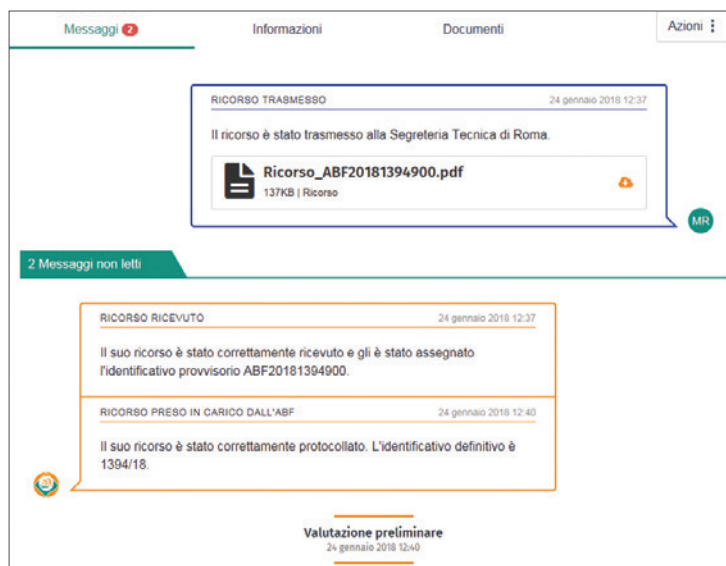 Messaggi 2 Informazioni Documenti Azioni
RICORSO TRASMESSO 24 gennaio 2018 12:37
Il ricorso è stato trasmesso alla Segreteria Tecnica di Roma.
Ricorso_ABF20181394900.pdf
137KB | Ricorso
MR
2 Messaggi non letti
RICORSO RICEVUTO 24 gennaio 2018 12:37
Il suo ricorso è stato correttamente ricevuto e gli è stato assegnato
l'identificativo provvisorio ABF20181394900.
RICORSO PRESO IN CARICO DALL'ABF 24 gennaio 2018 12:40
Il suo ricorso è stato correttamente protocollato. L'identificativo definitivo è
1394/18.
Valutazione preliminare
24 gennaio 2018 12:40